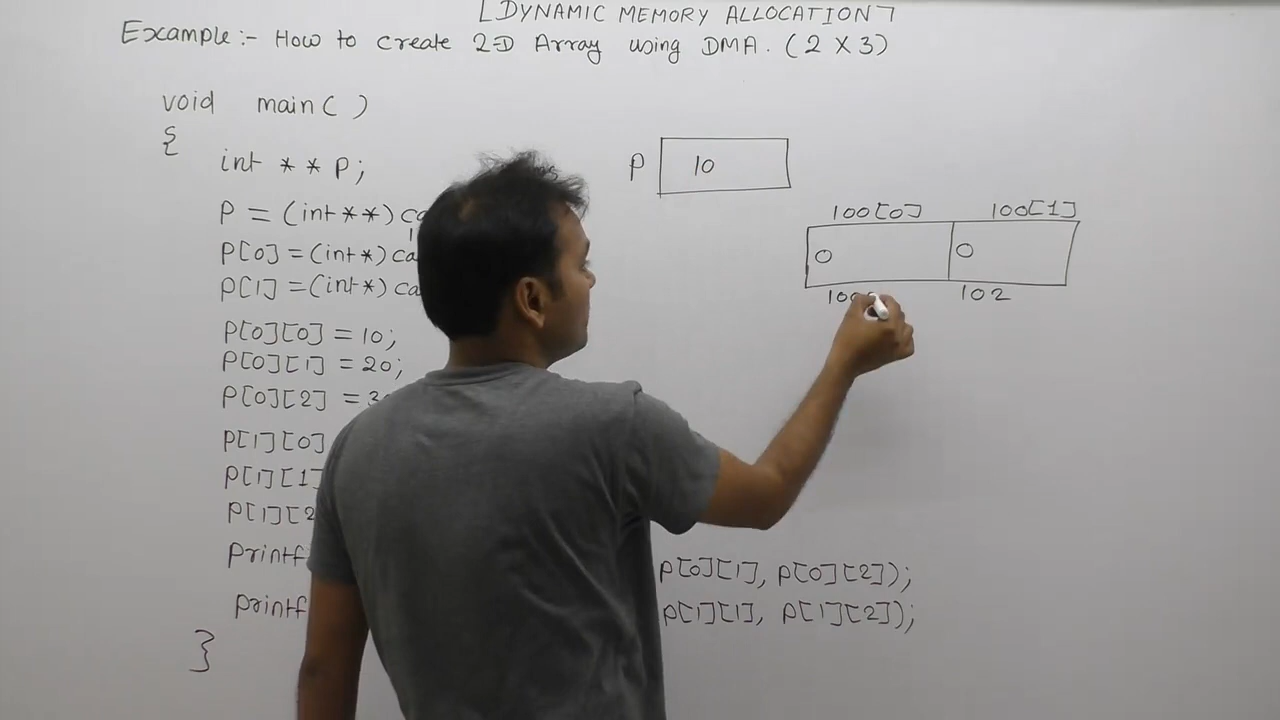 [DYNAMIC MEMORY ALLOCATION]
Example:- How to create 2-D Array using DMA. (2 X 3)
void main( )
{
int * * P;
P 10
P = (int **)
100[0] 100[1]
P[0] = (int*)
0 0
P[1] = (int*)
102
P[0][0] = 10;
P[0][1] = 20;
P[0][2] =
P[1][0]
P[1][1]
P[1][2
Printf
P[0][1], P[0][2]);
Printf
P[1][1], P[1][2]);
}